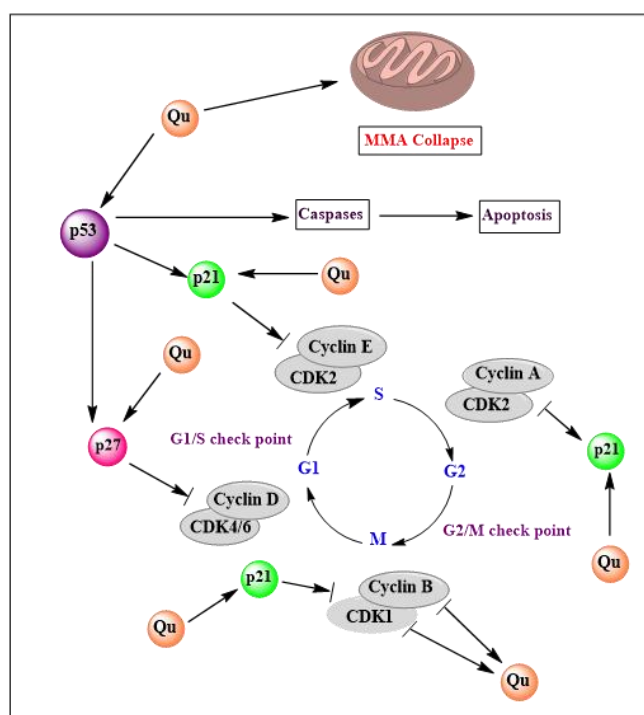 Qu
MMA Collapse
p53
Caspases
Apoptosis
p21
Qu
Cyclin E
CDK2
Qu
Cyclin A
CDK2
S
G1/S check point
p27
p21
G1
G2
Cyclin D
CDK4/6
M
G2/M check point
Qu
p21
Cyclin B
CDK1
Qu
Qu